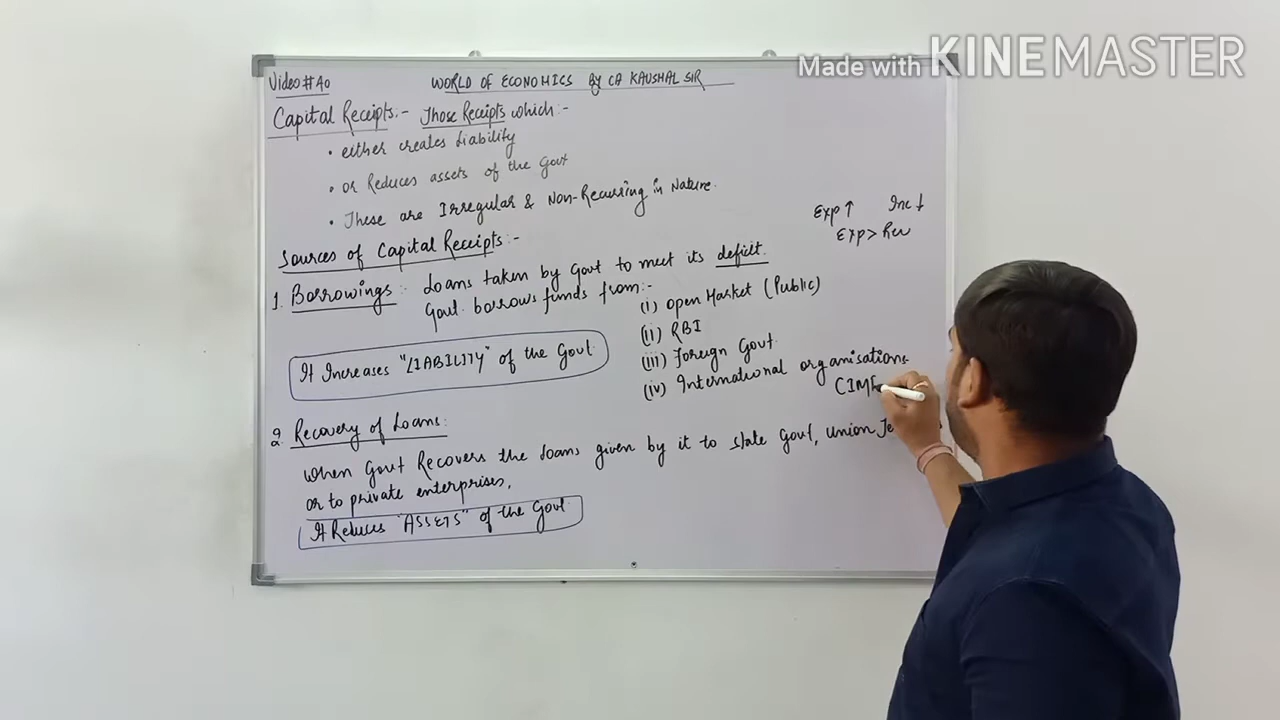 Made with KINEMASTER
Video#40 WORLD OF ECONOMICS By CA KAUSHAL SIR
Capital Receipts:- Those Receipts which:-
• either creates Liability
• or Reduces assets of the Govt
• These are Irregular & Non-Recurring in Nature.
Exp↑ Inc↓
Exp > Rev
Sources of Capital Receipts:-
1. Borrowings: Loans taken by Govt to meet its deficit.
Govt. borrows funds from:-
(i) Open Market (Public)
(ii) RBI
(iii) Foreign Govt.
(iv) International organisations
(IMF
It Increases "LIABILITY" of the Govt.
2. Recovery of Loans:
When Govt Recovers the Loans given by it to state Govt, Union
or to private enterprises.
It Reduces "ASSETS" of the Govt.